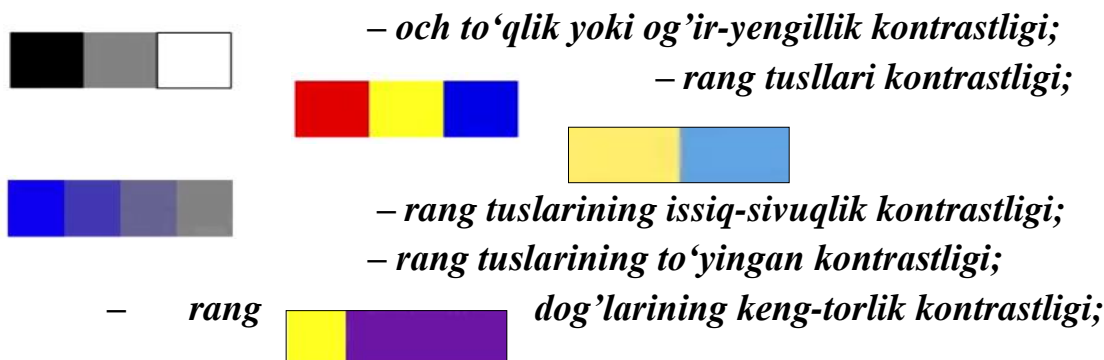 – och to‘qlik yoki og’ir-yengillik kontrastligi;
– rang tusllari kontrastligi;
– rang tuslarining issiq-sivuqlik kontrastligi;
– rang tuslarining to‘yingan kontrastligi;
– rang dog’larining keng-torlik kontrastligi;